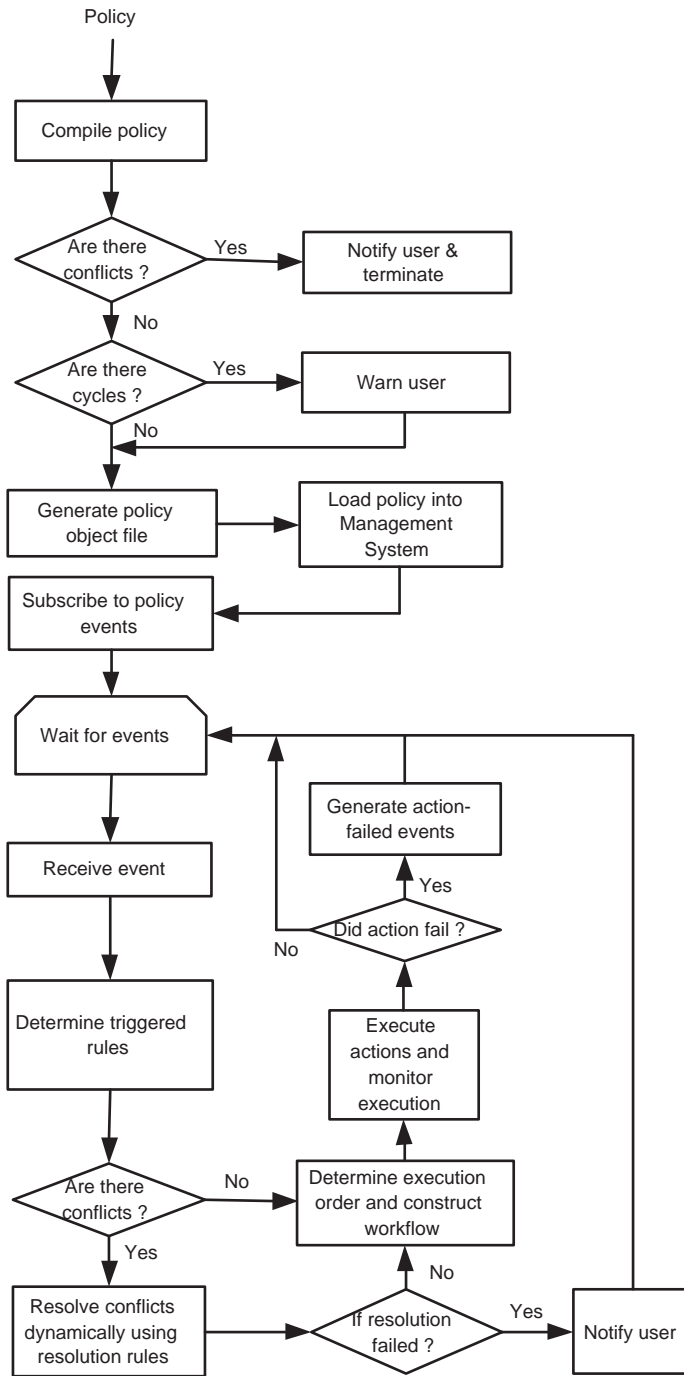 Policy
Compile policy
Are there
conflicts ?
Yes
Notify user &
terminate
No
Are there
cycles ?
Yes
Warn user
No
Generate policy
object file
Load policy into
Management
System
Subscribe to policy
events
Wait for events
Generate action-
failed events
Receive event
Yes
Did action fail ?
No
Determine triggered
rules
Execute
actions and
monitor
execution
Are there
conflicts ?
No
Determine execution
order and construct
workflow
Yes
No
Resolve conflicts
dynamically using
resolution rules
If resolution
failed ?
Yes
Notify user